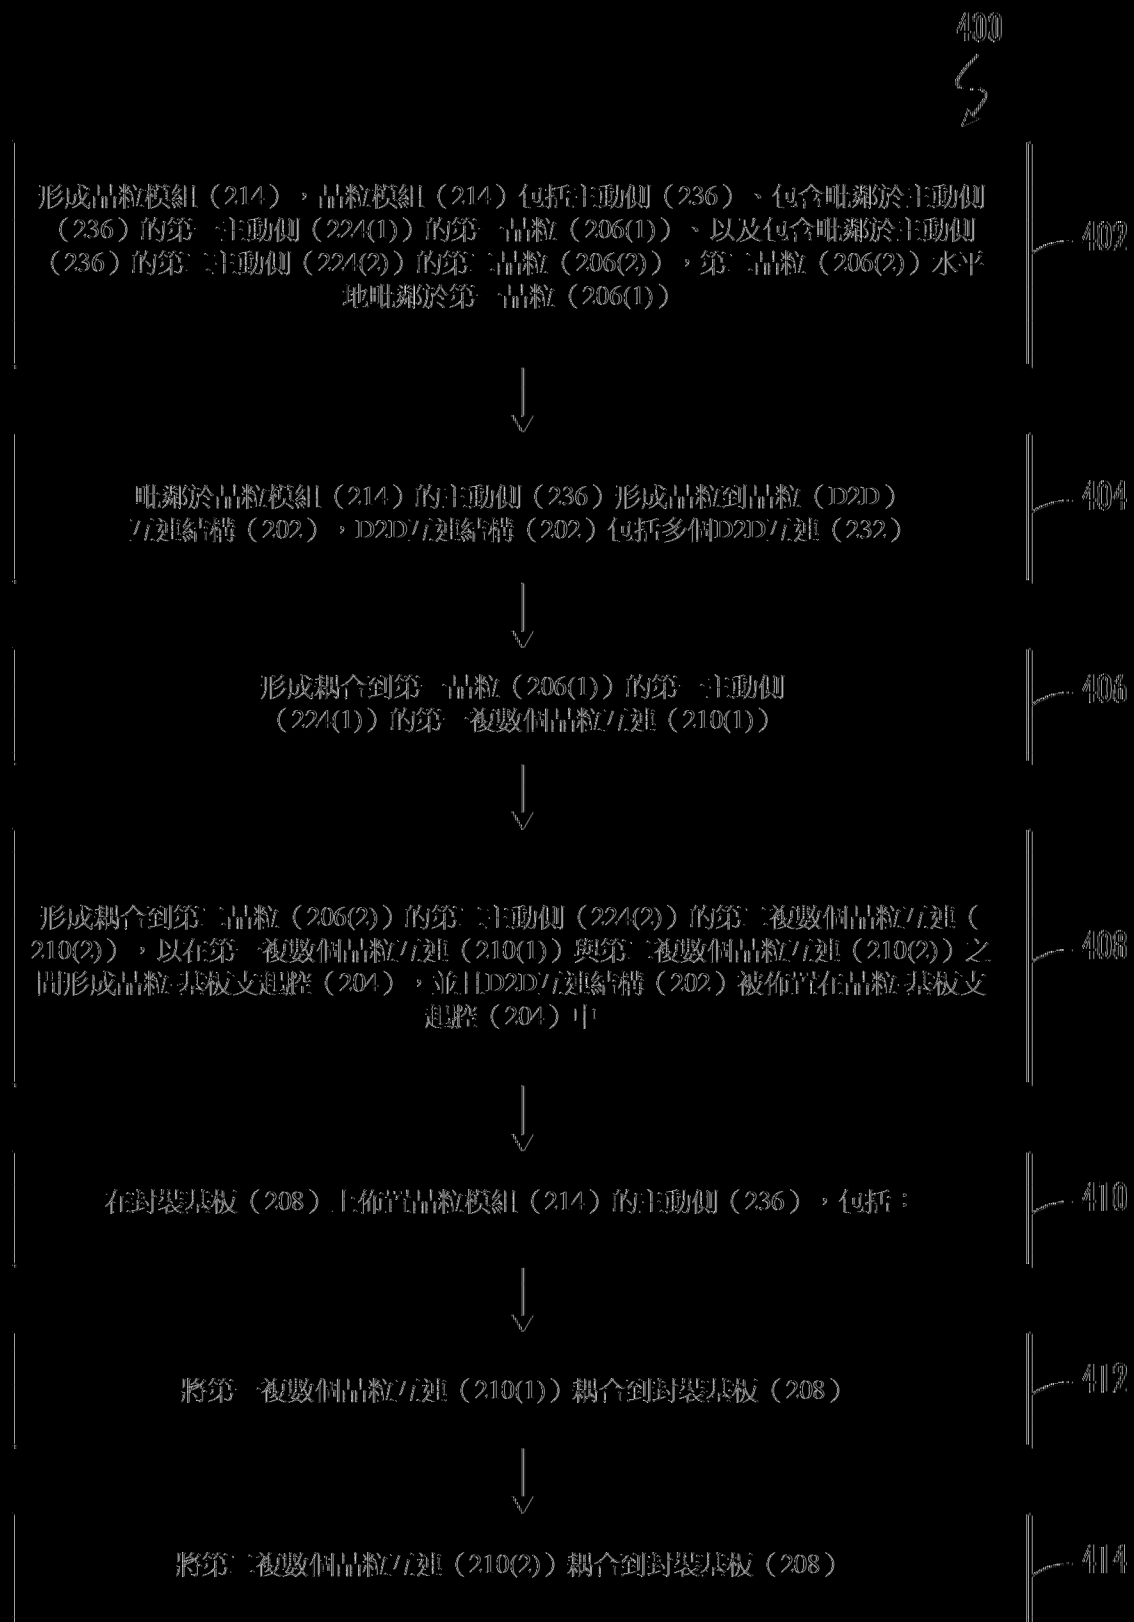 400
形成晶粒模組（214），晶粒模組（214）包括主動側（236）、包含毗鄰於主動側
（236）的第一主動側（224(1)）的第一晶粒（206(1)）、以及包含毗鄰於主動側
（236）的第二主動側（224(2)）的第二晶粒（206(2)），第二晶粒（206(2)）水平
地毗鄰於第一晶粒（206(1)）
402
毗鄰於晶粒模組（214）的主動側（236）形成晶粒到晶粒（D2D）
互連結構（202），D2D互連結構（202）包括多個D2D互連（232）
404
形成耦合到第一晶粒（206(1)）的第一主動側
（224(1)）的第一複數個晶粒互連（210(1)）
406
形成耦合到第二晶粒（206(2)）的第二主動側（224(2)）的第二複數個晶粒互連（
210(2)），以在第一複數個晶粒互連（210(1)）與第二複數個晶粒互連（210(2)）之
間形成晶粒-基板支起腔（204），並且D2D互連結構（202）被佈置在晶粒-基板支
起腔（204）中
408
在封裝基板（208）上佈置晶粒模組（214）的主動側（236），包括：
410
將第一複數個晶粒互連（210(1)）耦合到封裝基板（208）
412
將第二複數個晶粒互連（210(2)）耦合到封裝基板（208）
414